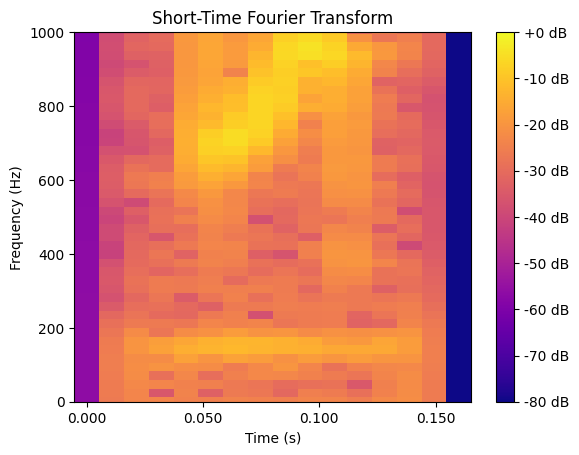 Short-Time Fourier Transform
1000
800
600
400
200
0
Frequency (Hz)
0.000
0.050
0.100
0.150
Time (s)
+0 dB
-10 dB
-20 dB
-30 dB
-40 dB
-50 dB
-60 dB
-70 dB
-80 dB